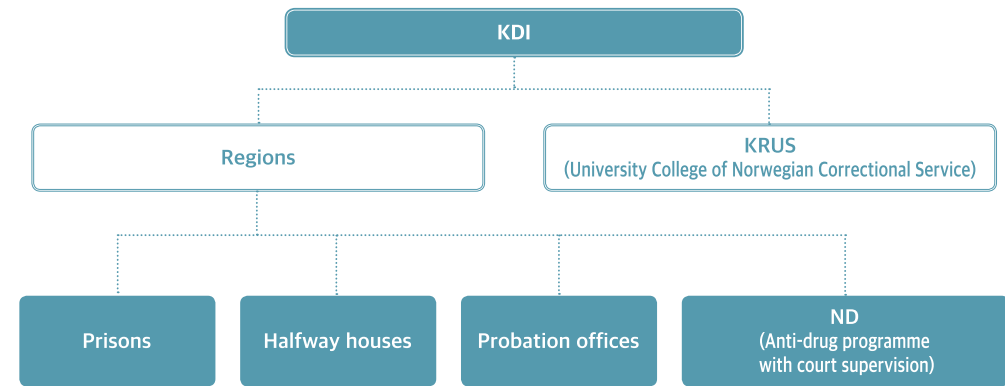 KDI
Regions
KRUS
(University College of Norwegian Correctional Service)
Prisons
Halfway houses
Probation offices
ND
(Anti-drug programme
with court supervision)